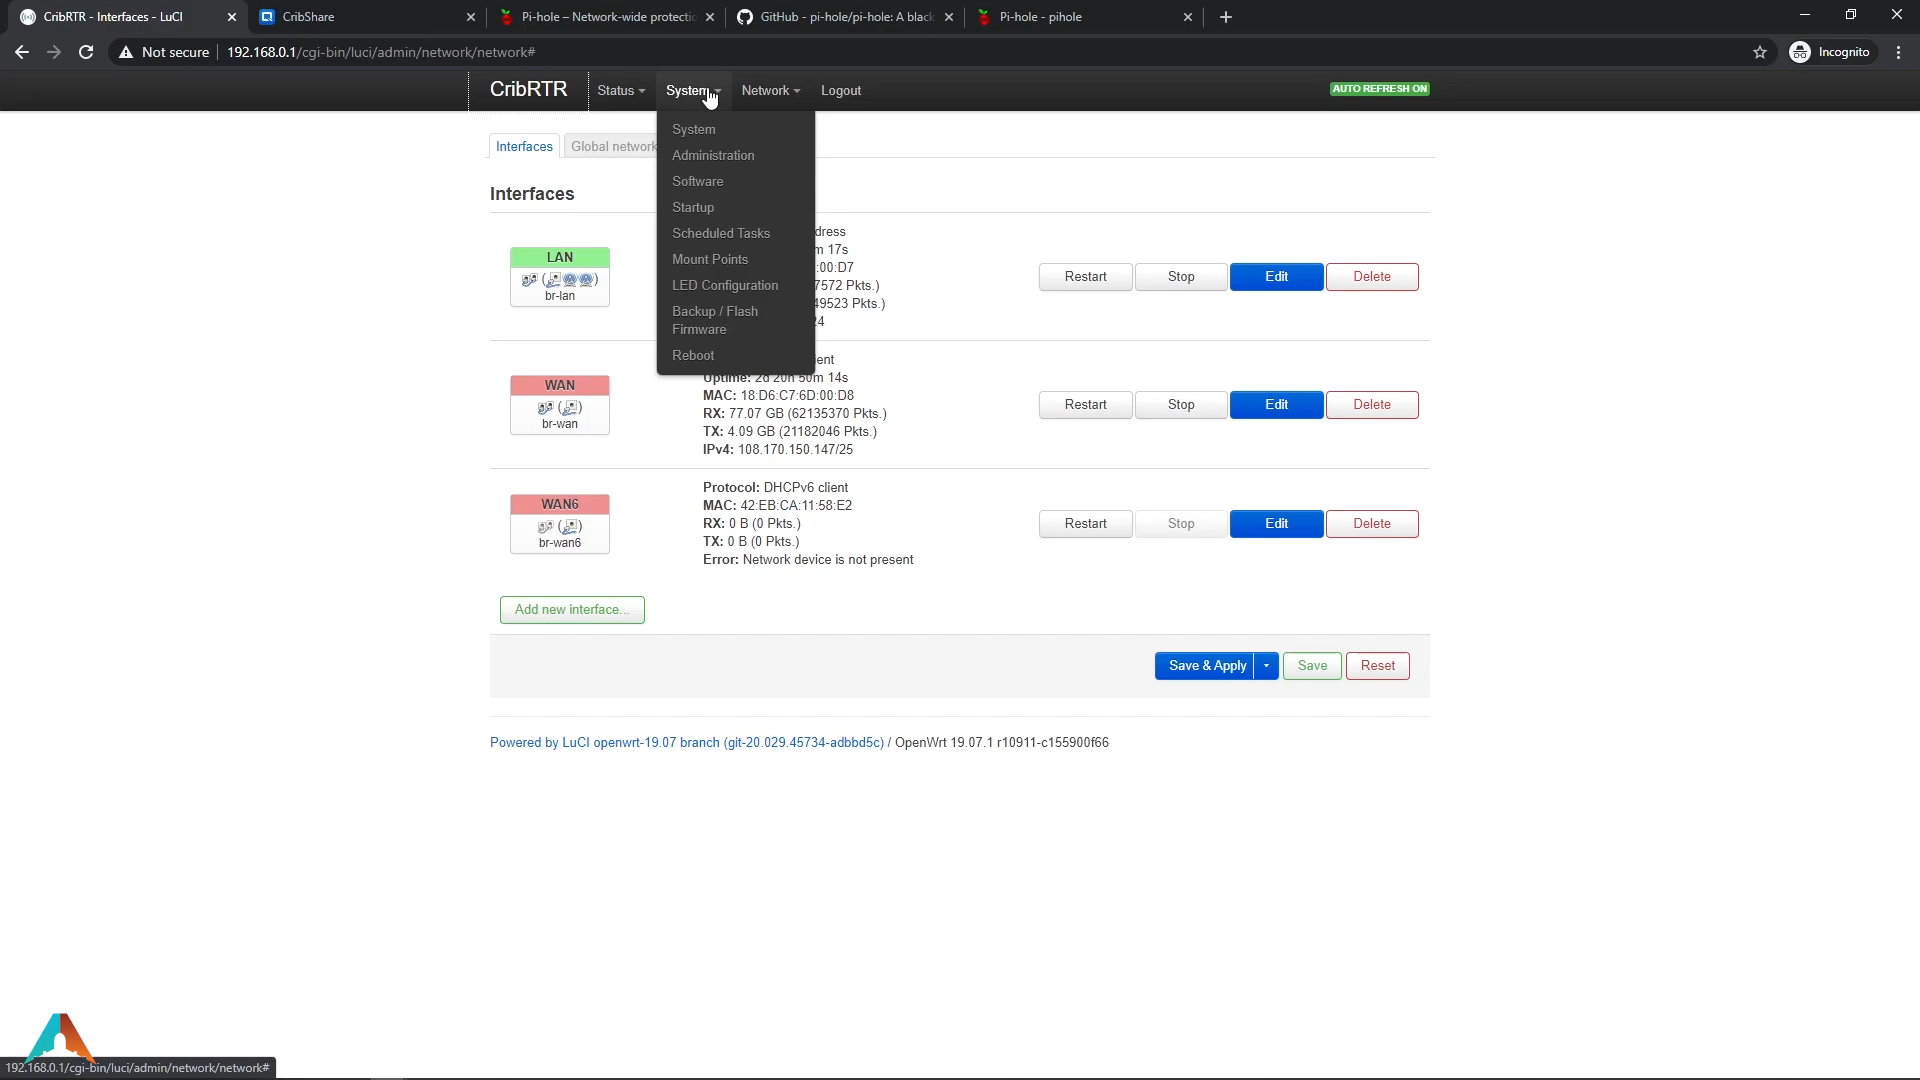 CribRTR - Interfaces - LuCI
CribShare
Pi-hole – Network-wide protectic
GitHub - pi-hole/pi-hole: A black
Pi-hole - pihole
Not secure
192.168.0.1/cgi-bin/luci/admin/network/network#
Incognito
CribRTR
Status
System
Network
Logout
AUTO REFRESH ON
System
Administration
Software
Startup
Scheduled Tasks
Mount Points
LED Configuration
Backup / Flash
Firmware
Reboot
Interfaces
Global network
Interfaces
LAN
br-lan
dress
m 17s
:00:D7
7572 Pkts.)
49523 Pkts.)
24
Restart
Stop
Edit
Delete
WAN
br-wan
ient
Uptime: 2d 20h 50m 14s
MAC: 18:D6:C7:6D:00:D8
RX: 77.07 GB (62135370 Pkts.)
TX: 4.09 GB (21182046 Pkts.)
IPv4: 108.170.150.147/25
Restart
Stop
Edit
Delete
WAN6
br-wan6
Protocol: DHCPv6 client
MAC: 42:EB:CA:11:58:E2
RX: 0 B (0 Pkts.)
TX: 0 B (0 Pkts.)
Error: Network device is not present
Restart
Stop
Edit
Delete
Add new interface...
Save & Apply
Save
Reset
Powered by LuCI openwrt-19.07 branch (git-20.029.45734-adbbd5c) / OpenWrt 19.07.1 r10911-c155900f66
192.168.0.1/cgi-bin/luci/admin/network/network#